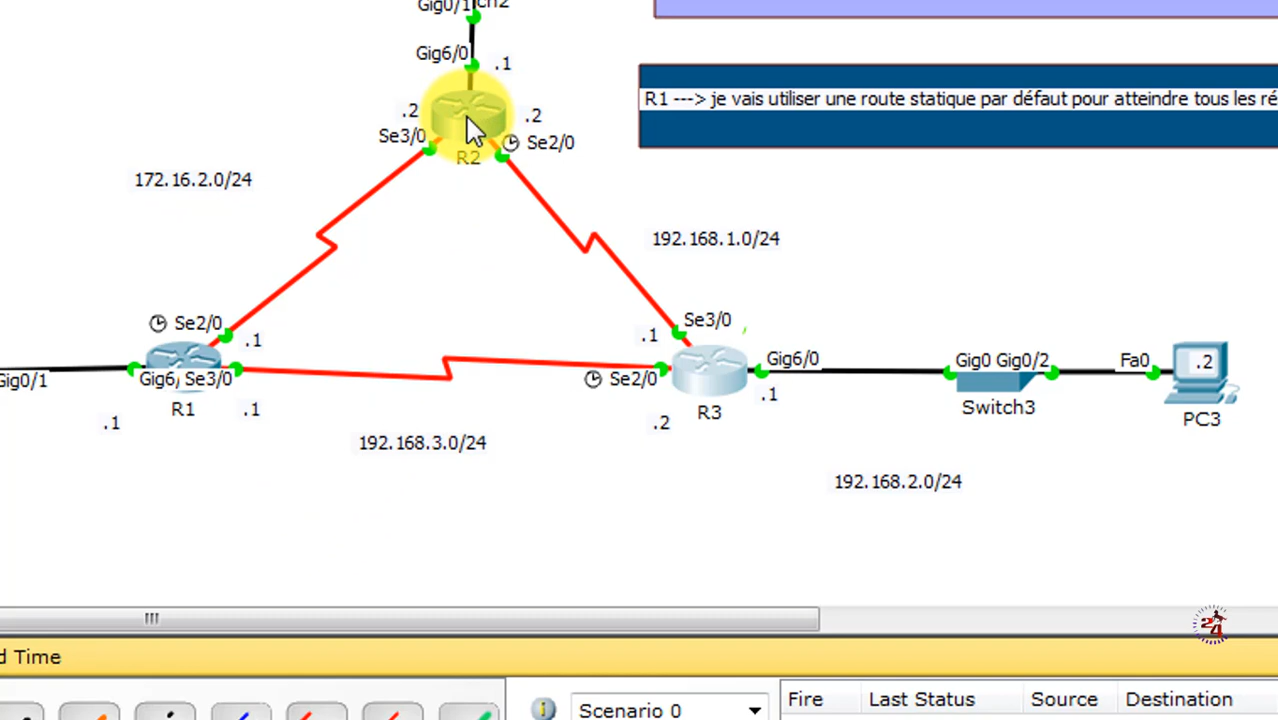 Gig0/1
Gig6/0
.1
R1 ---> je vais utiliser une route statique par défaut pour atteindre tous les ré
.2
.2
Se3/0
Se2/0
R2
172.16.2.0/24
192.168.1.0/24
Se2/0
Se3/0
.1
.1
Gig0/1
Gig6/
Se3/0
Se2/0
Gig6/0
Gig0
Gig0/2
Fa0
.2
R1
.1
.1
R3
.1
.2
Switch3
PC3
192.168.3.0/24
192.168.2.0/24
24
d Time
Scenario 0
Fire
Last Status
Source
Destination